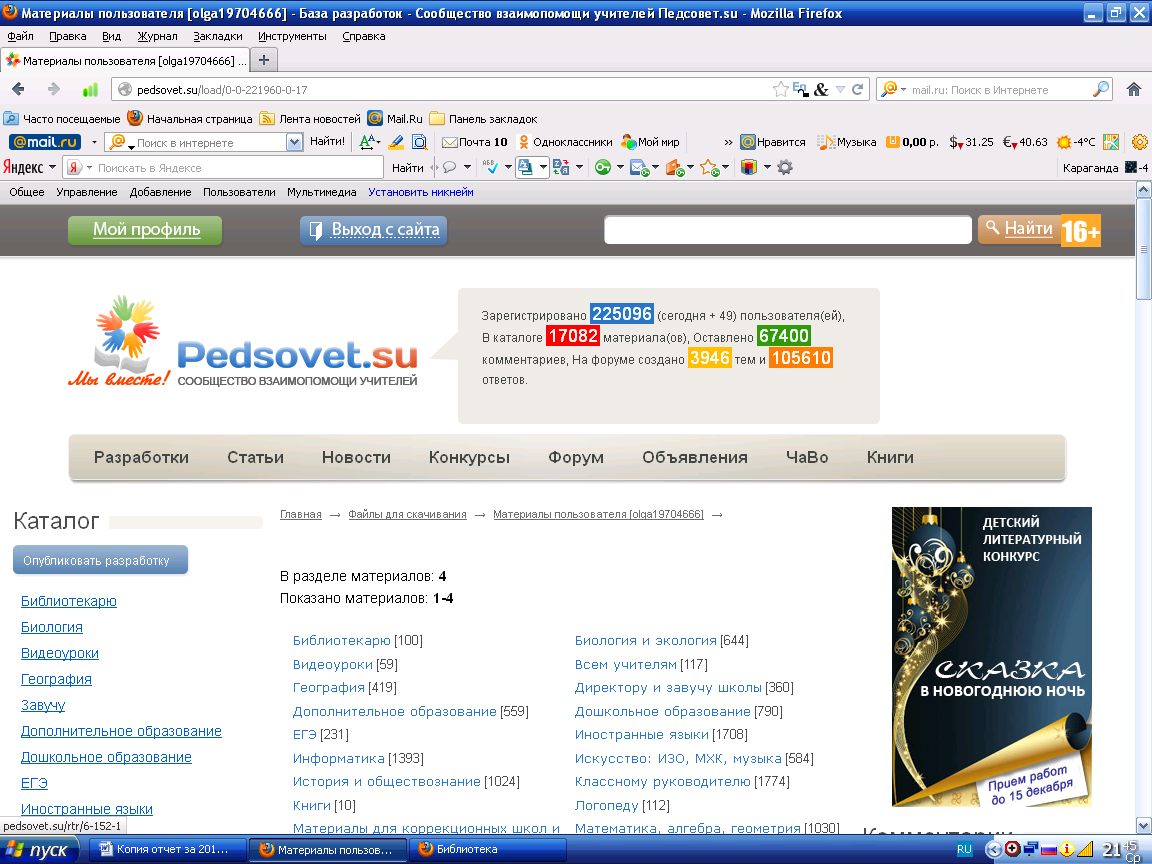 Материалы пользователя [olga19704666] - База разработок - Сообщество взаимопомощи учителей Педсовет.su - Mozilla Firefox
Файл Правка Вид Журнал Закладки Инструменты Справка
Материалы пользователя [olga19704666] ...
pedsovet.su/load/0-0-221960-0-17 mail.ru: Поиск в Интернете
Часто посещаемые Начальная страница Лента новостей Mail.Ru Панель закладок
@mail.ru Поиск в интернете Найти! Почта 10 Одноклассники Мой мир » Нравится Музыка 0,00 р. $ 31.25 € 40.63 -4°C
Яндекс Я Поискать в Яндексе Найти Караганда -4
Общее Управление Добавление Пользователи Мультимедиа Установить никнейм
Мой профиль Выход с сайта Найти 16+
Зарегистрировано 225096 (сегодня + 49) пользователя(ей),
В каталоге 17082 материала(ов), Оставлено 67400
комментариев, На форуме создано 3946 тем и 105610
ответов.
Pedsovet.su
Мы вместе! СООБЩЕСТВО ВЗАИМОПОМОЩИ УЧИТЕЛЕЙ
Разработки Статьи Новости Конкурсы Форум Объявления ЧаВо Книги
Каталог
Опубликовать разработку
Библиотекарю
Биология
Видеоуроки
География
Завучу
Дополнительное образование
Дошкольное образование
ЕГЭ
Иностранные языки
Главная → Файлы для скачивания → Материалы пользователя [olga19704666] →
В разделе материалов: 4
Показано материалов: 1-4
Библиотекарю [100] Биология и экология [644]
Видеоуроки [59] Всем учителям [117]
География [419] Директору и завучу школы [360]
Дополнительное образование [559] Дошкольное образование [790]
ЕГЭ [231] Иностранные языки [1708]
Информатика [1393] Искусство: ИЗО, МХК, музыка [584]
История и обществознание [1024] Классному руководителю [1774]
Книги [10] Логопеду [112]
Материалы для коррекционных школ и Математика, алгебра, геометрия [1030]
ДЕТСКИЙ
ЛИТЕРАТУРНЫЙ
КОНКУРС
СКАЗКА
В НОВОГОДНЮЮ НОЧЬ
Прием работ
до 15 декабря
Комментарии
pedsovet.su/rtr/6-152-1
пуск Копия отчет за 201... Материалы пользов... Библиотека RU 21 45
Ср